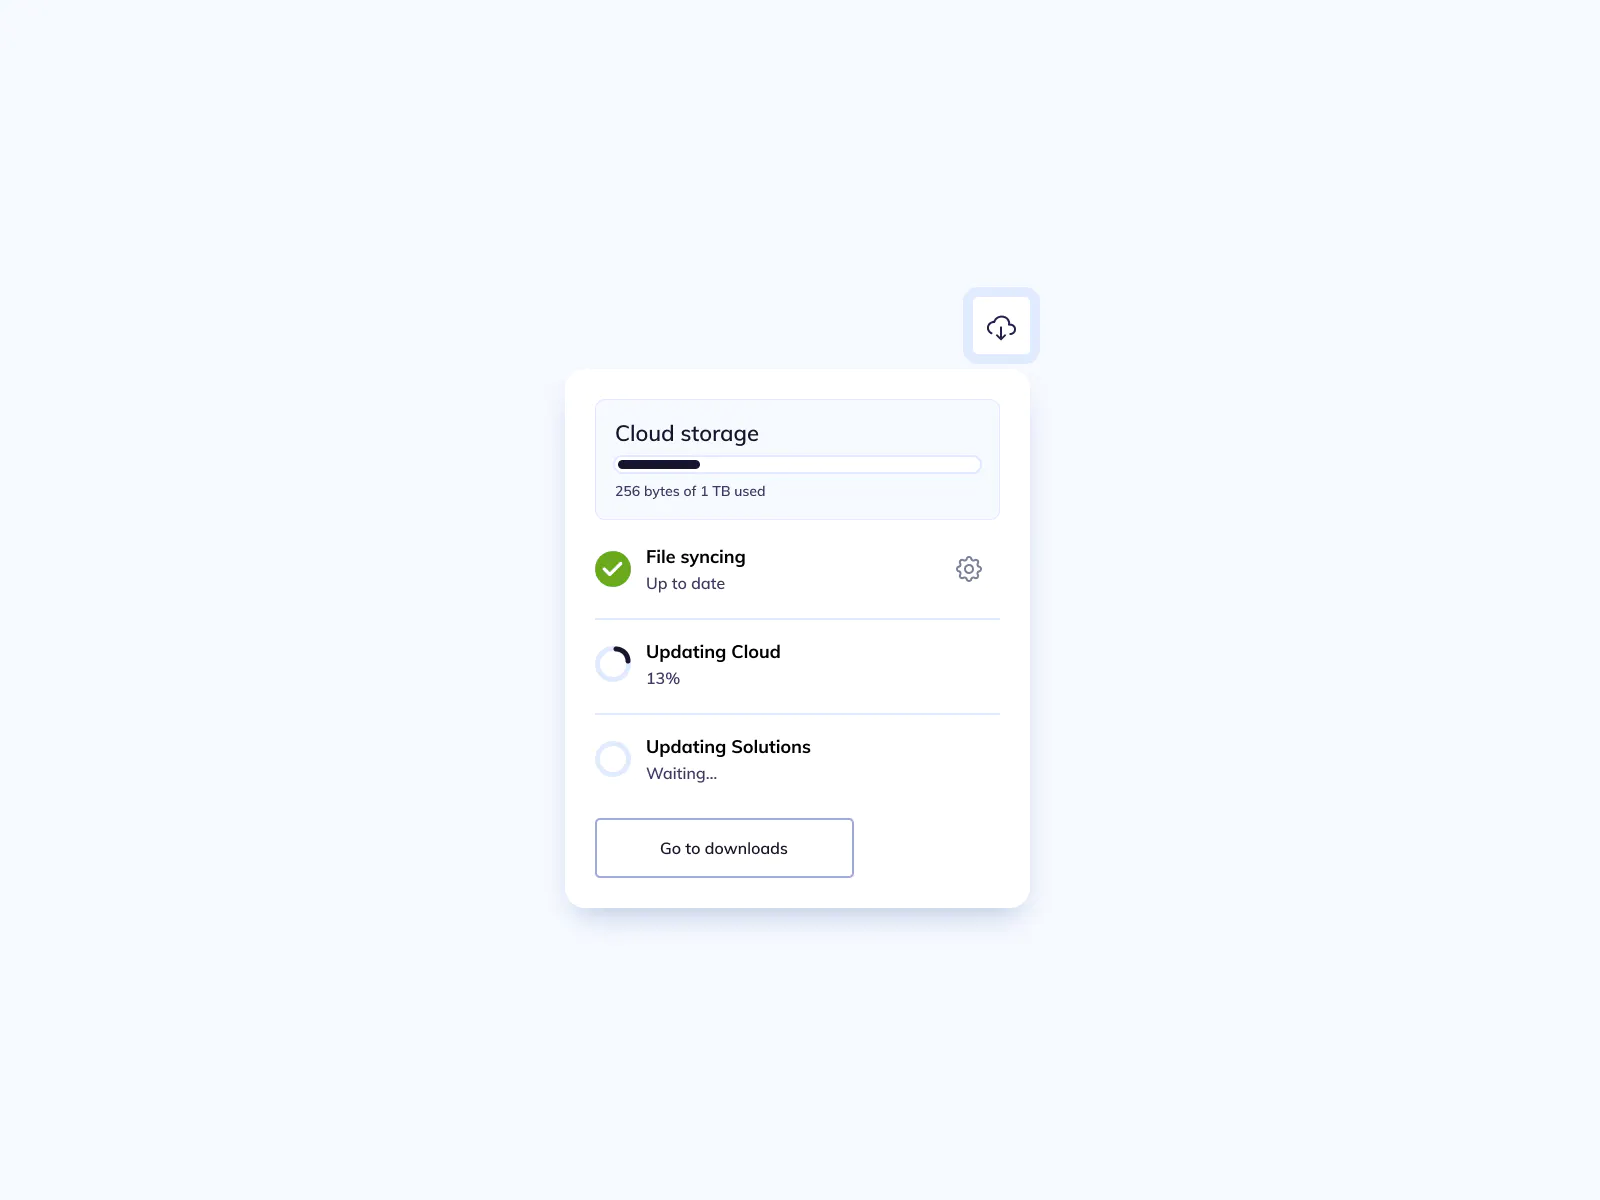 Cloud storage
256 bytes of 1 TB used
File syncing
Up to date
Updating Cloud
13%
Updating Solutions
Waiting...
Go to downloads